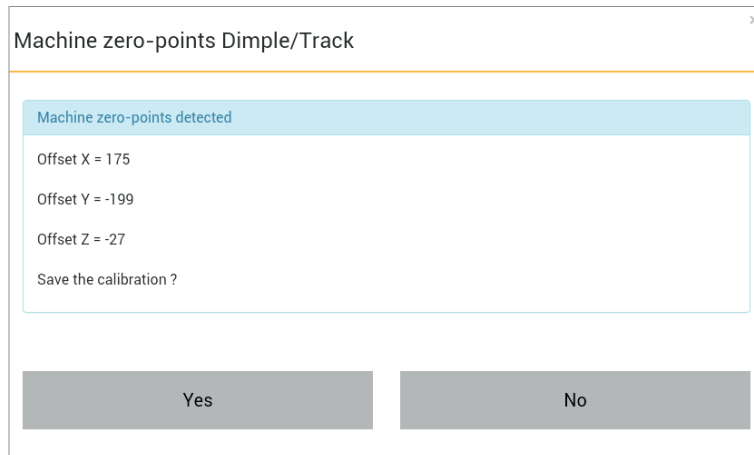 Machine zero-points Dimple/Track
Machine zero-points detected
Offset X = 175
Offset Y = -199
Offset Z = -27
Save the calibration ?
Yes
No